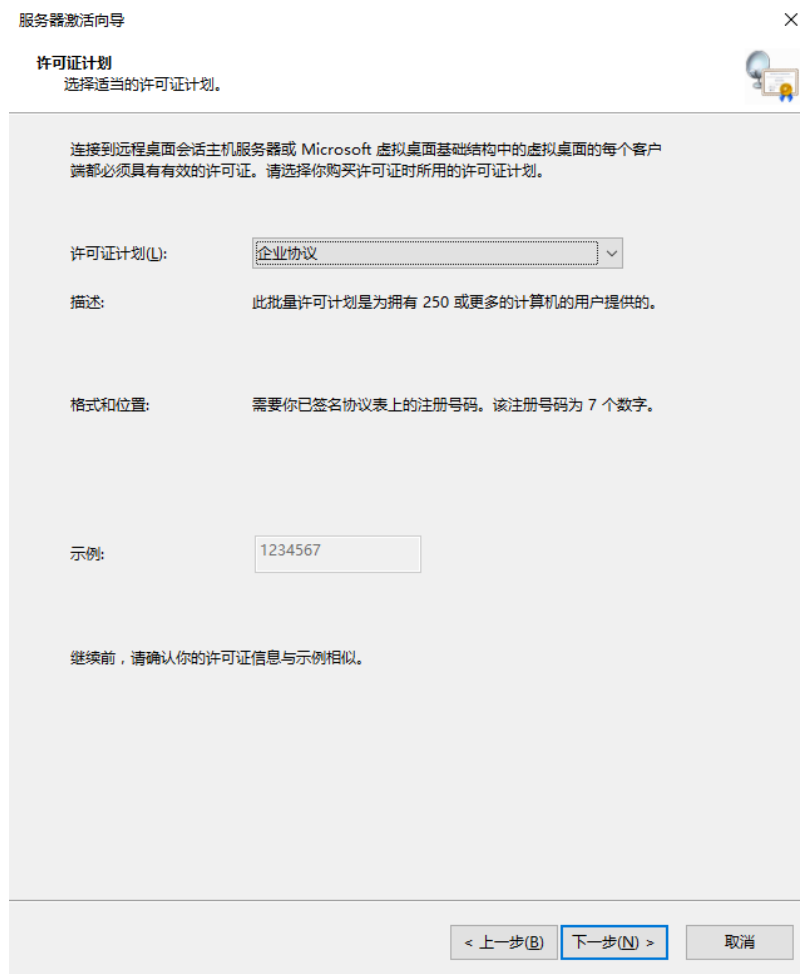 服务器激活向导
许可证计划
选择适当的许可证计划。
连接到远程桌面会话主机服务器或 Microsoft 虚拟桌面基础结构中的虚拟桌面的每个客户
端都必须具有有效的许可证。请选择你购买许可证时所用的许可证计划。
许可证计划(L): 企业协议
描述: 此批量许可计划是为拥有 250 或更多的计算机的用户提供的。
格式和位置: 需要你已签名协议表上的注册号码。该注册号码为 7 个数字。
示例: 1234567
继续前，请确认你的许可证信息与示例相似。
< 上一步(B) 下一步(N) > 取消